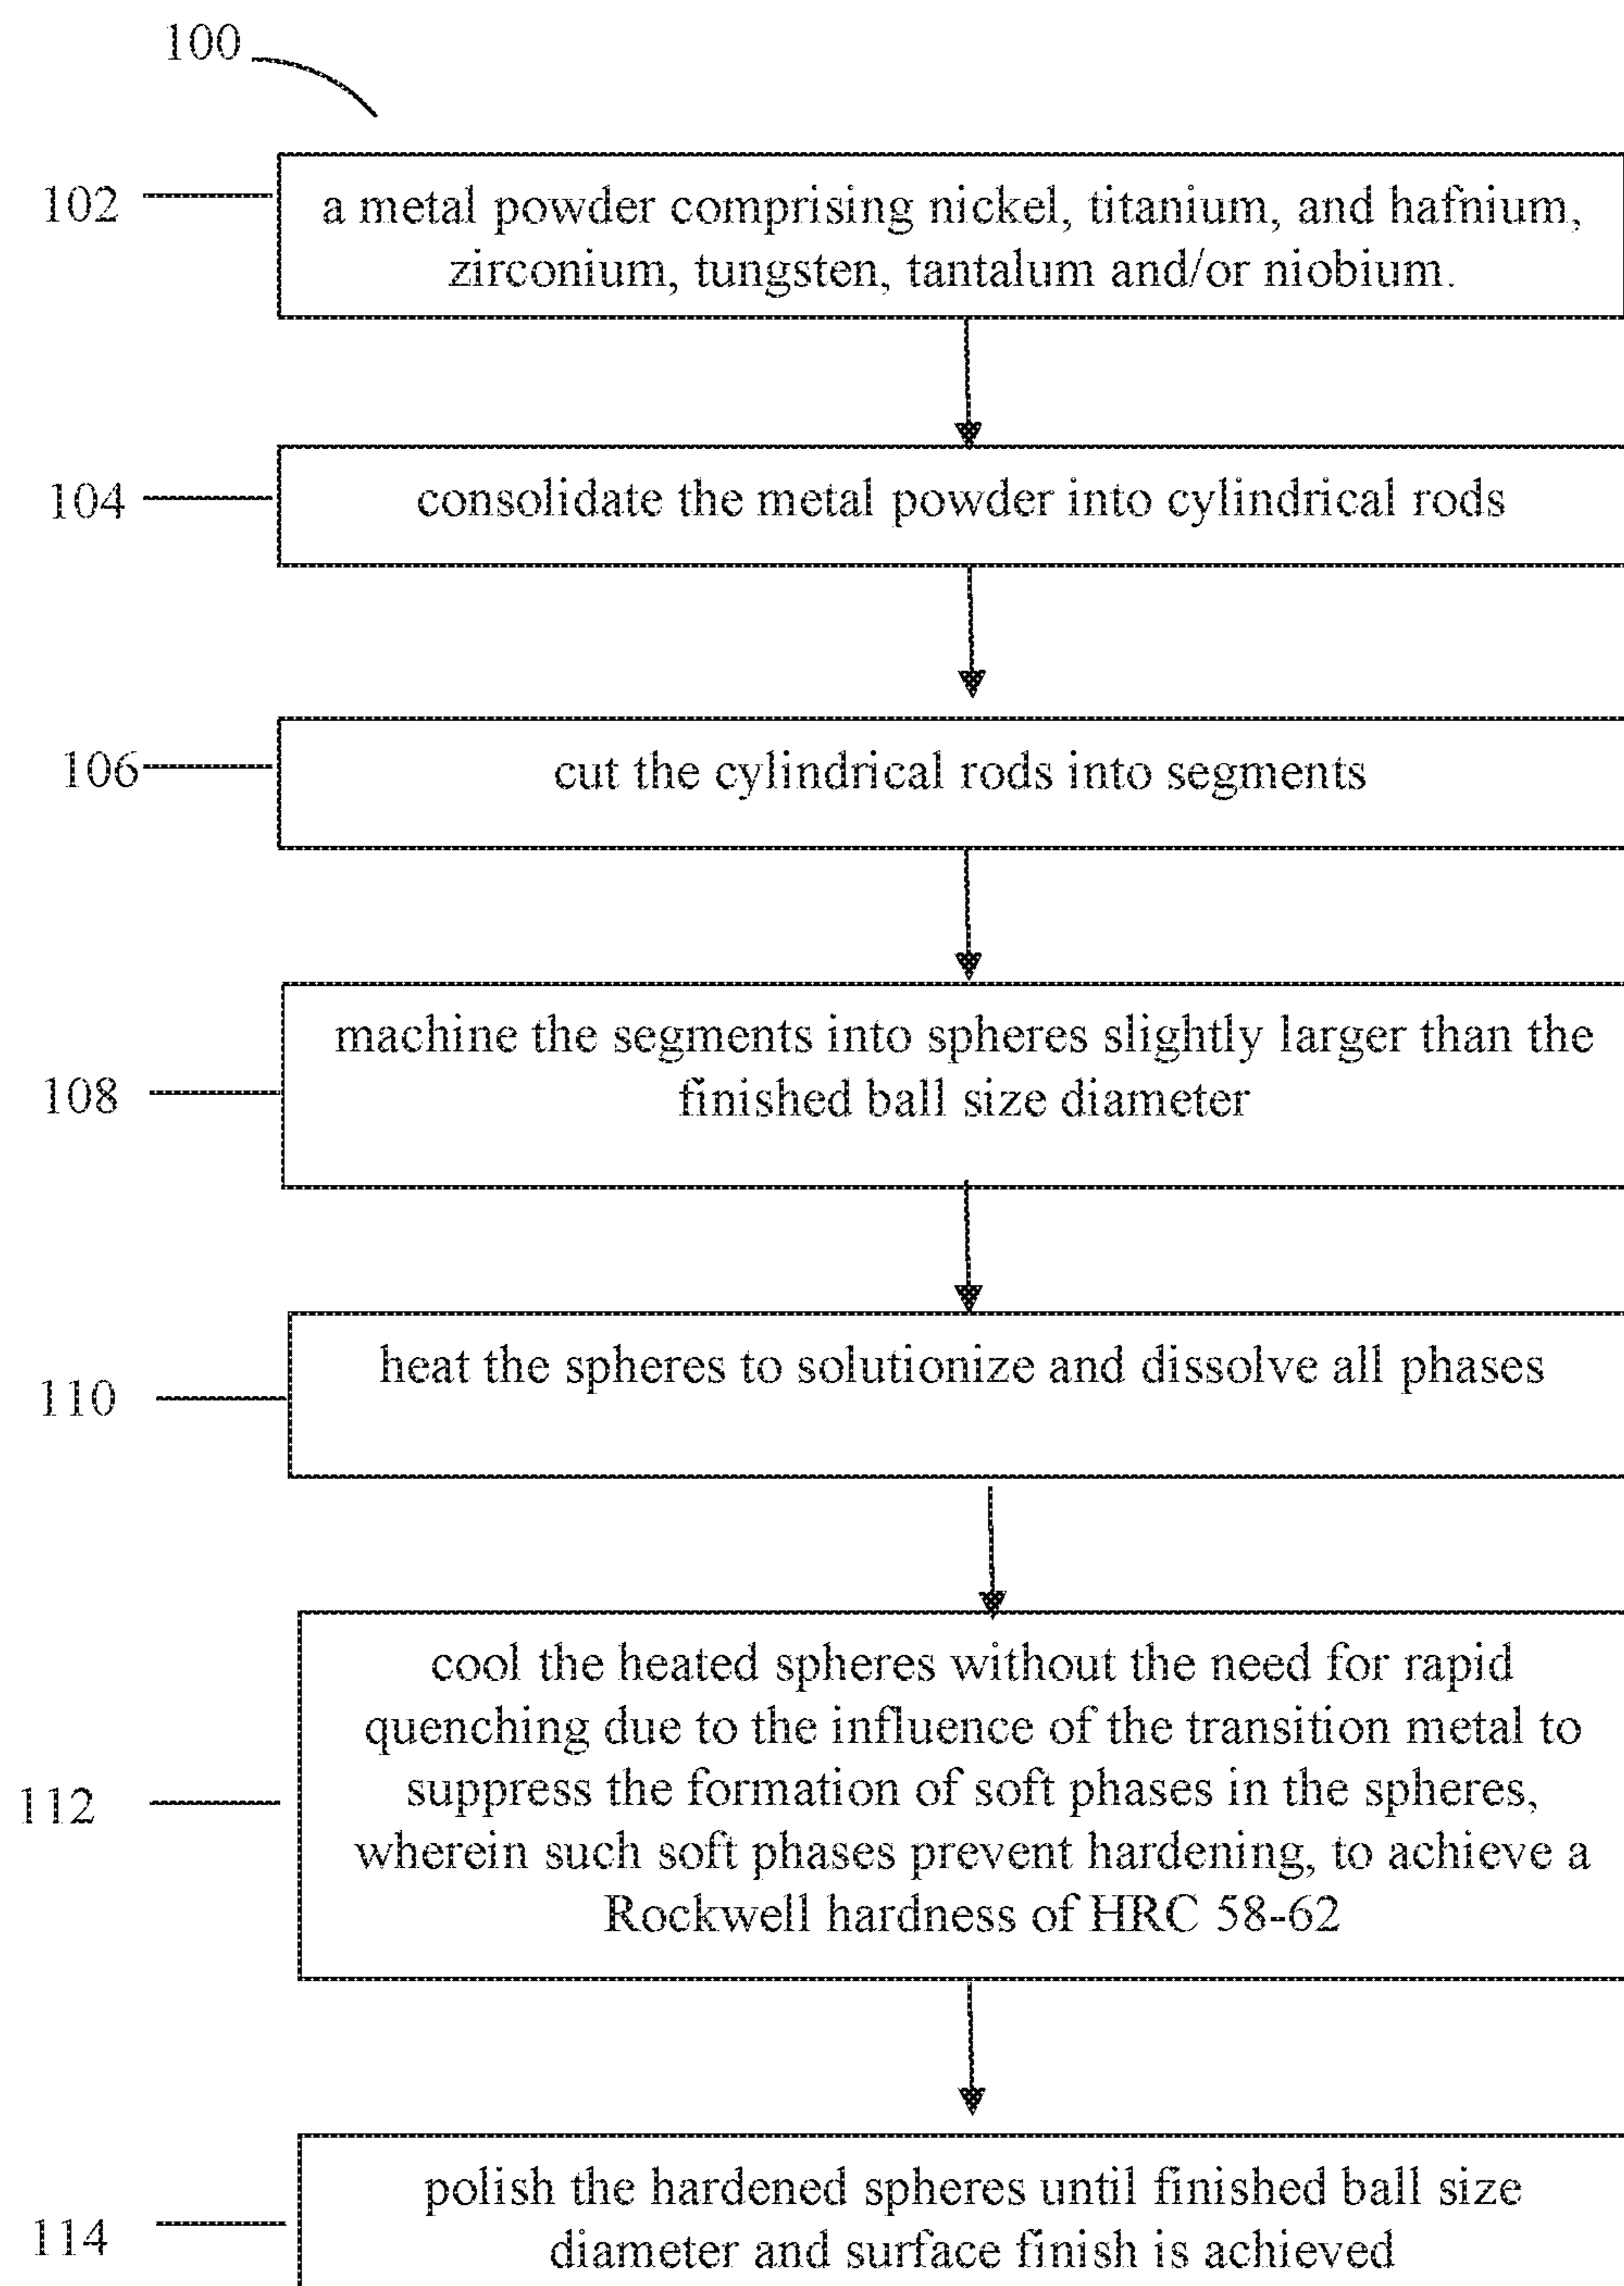 100
102
a metal powder comprising nickel, titanium, and hafnium,
zirconium, tungsten, tantalum and/or niobium.
104
consolidate the metal powder into cylindrical rods
106
cut the cylindrical rods into segments
machine the segments into spheres slightly larger than the
108
finished ball size diameter
heat the spheres to solutionize and dissolve all phases
110
cool the heated spheres without the need for rapid
quenching due to the influence of the transition metal to
suppress the formation of soft phases in the spheres,
112
wherein such soft phases prevent hardening, to achieve a
Rockwell hardness of HRC 58-62
polish the hardened spheres until finished ball size
114
diameter and surface finish is achieved